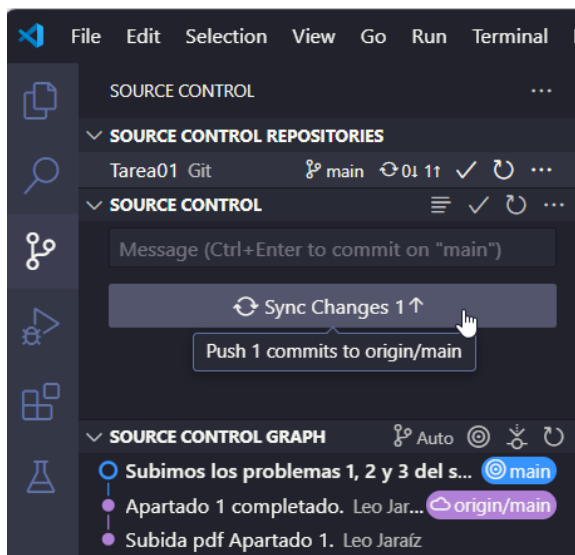 File Edit Selection View Go Run Terminal
SOURCE CONTROL
SOURCE CONTROL REPOSITORIES
Tarea01 Git main 0↓ 1↑
SOURCE CONTROL
Message (Ctrl+Enter to commit on "main")
Sync Changes 1↑
Push 1 commits to origin/main
SOURCE CONTROL GRAPH Auto
Subimos los problemas 1, 2 y 3 del s... main
Apartado 1 completado. Leo Jar... origin/main
Subida pdf Apartado 1. Leo Jaraíz